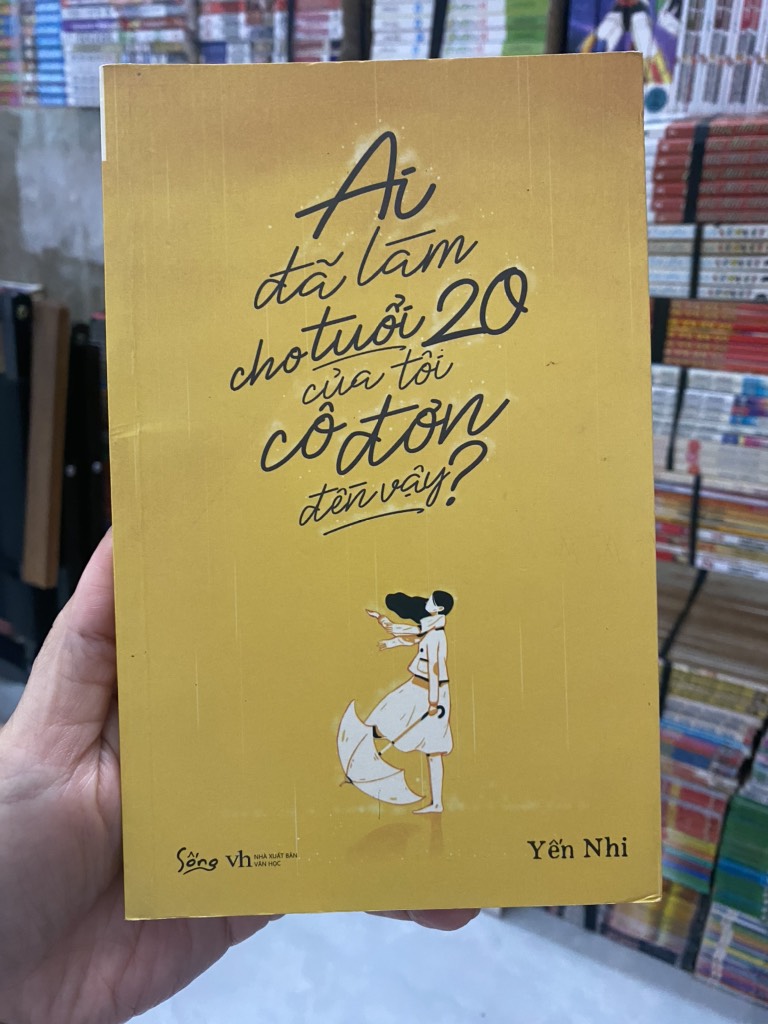 Ai
đã làm
cho tuổi 20
của tôi
cô đơn
đến vậy?
Sống
vh
NHÀ XUẤT BẢN
VĂN HỌC
Yến Nhi